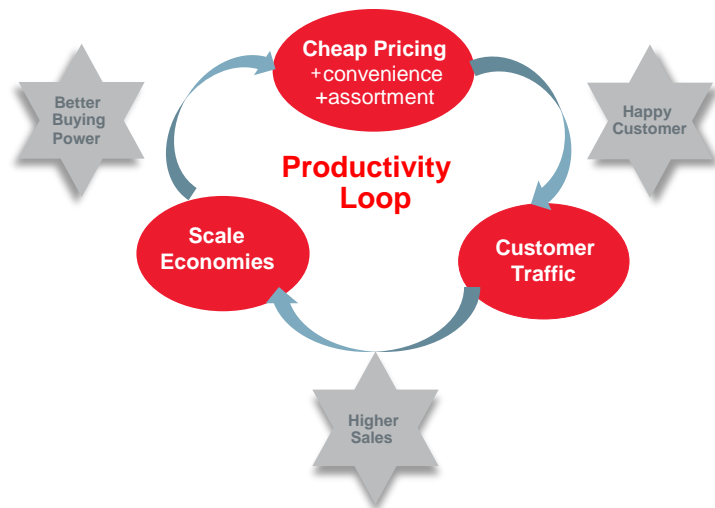 Cheap Pricing
+convenience
+assortment
Better
Buying
Power
Happy
Customer
Productivity
Loop
Scale
Economies
Customer
Traffic
Higher
Sales